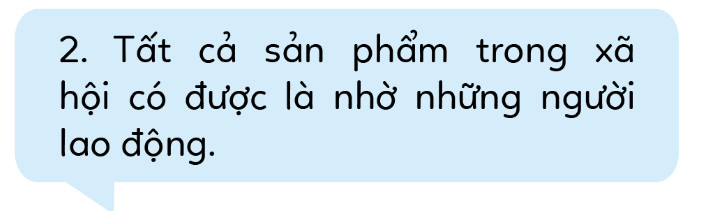 2. Tất cả sản phẩm trong xã
hội có được là nhờ những người
lao động.